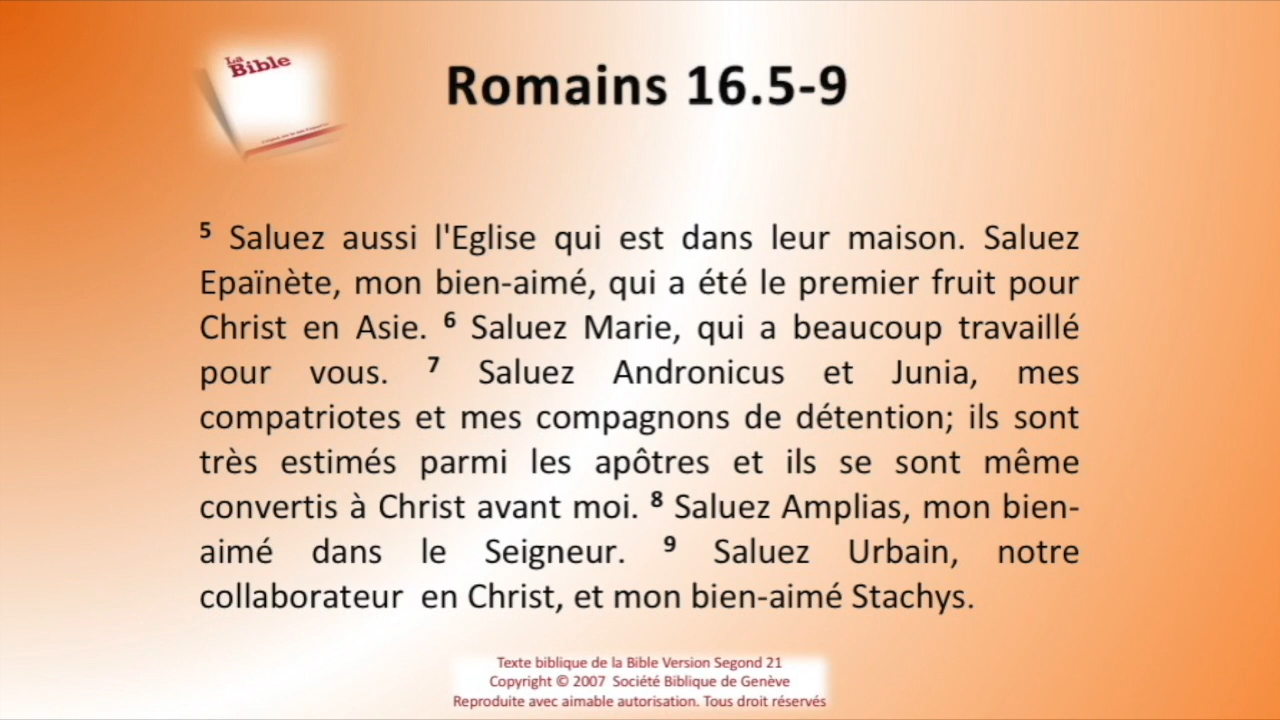 La
Bible
Romains 16.5-9
⁵ Saluez aussi l'Eglise qui est dans leur maison. Saluez
Epaïnète, mon bien-aimé, qui a été le premier fruit pour
Christ en Asie. ⁶ Saluez Marie, qui a beaucoup travaillé
pour vous. ⁷ Saluez Andronicus et Junia, mes
compatriotes et mes compagnons de détention; ils sont
très estimés parmi les apôtres et ils se sont même
convertis à Christ avant moi. ⁸ Saluez Amplias, mon bien-
aimé dans le Seigneur. ⁹ Saluez Urbain, notre
collaborateur en Christ, et mon bien-aimé Stachys.
Texte biblique de la Bible Version Segond 21
Copyright © 2007 Société Biblique de Genève
Reproduite avec aimable autorisation. Tous droit réservés